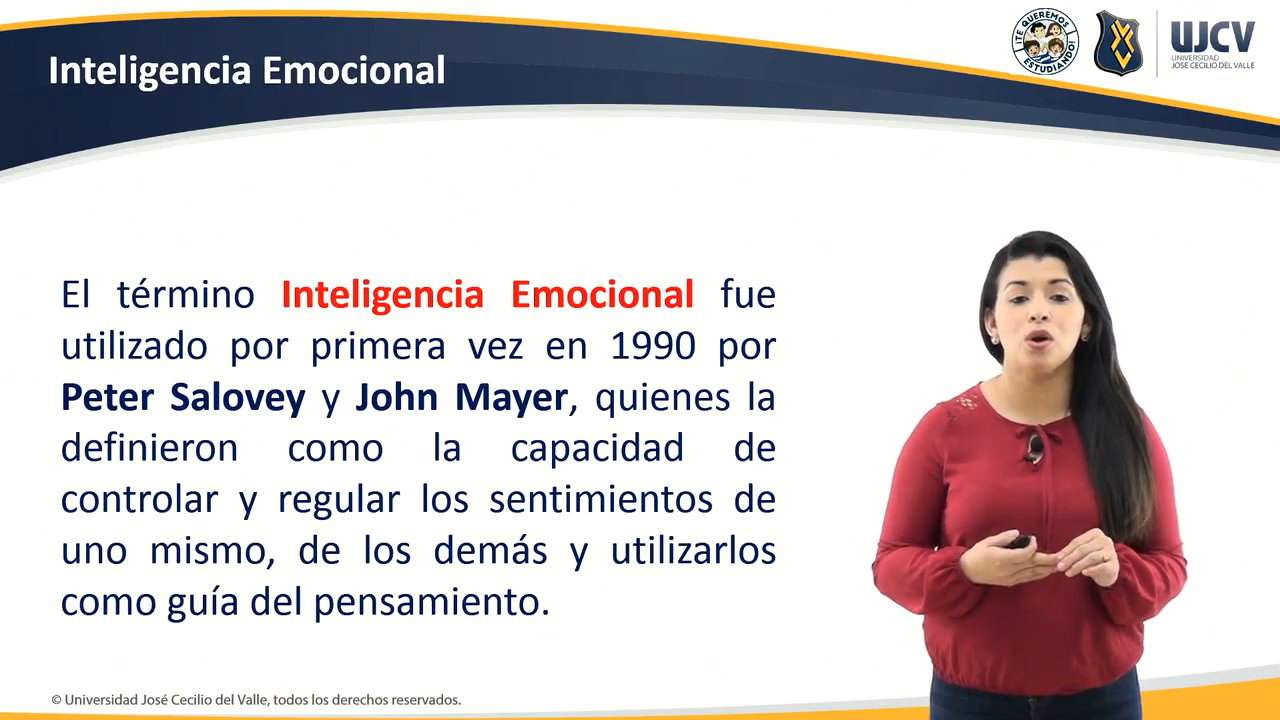 Inteligencia Emocional
¡TE QUEREMOS
ESTUDIANDO!
UJCV
UNIVERSIDAD
JOSÉ CECILIO DEL VALLE
El término Inteligencia Emocional fue
utilizado por primera vez en 1990 por
Peter Salovey y John Mayer, quienes la
definieron como la capacidad de
controlar y regular los sentimientos de
uno mismo, de los demás y utilizarlos
como guía del pensamiento.
© Universidad José Cecilio del Valle, todos los derechos reservados.